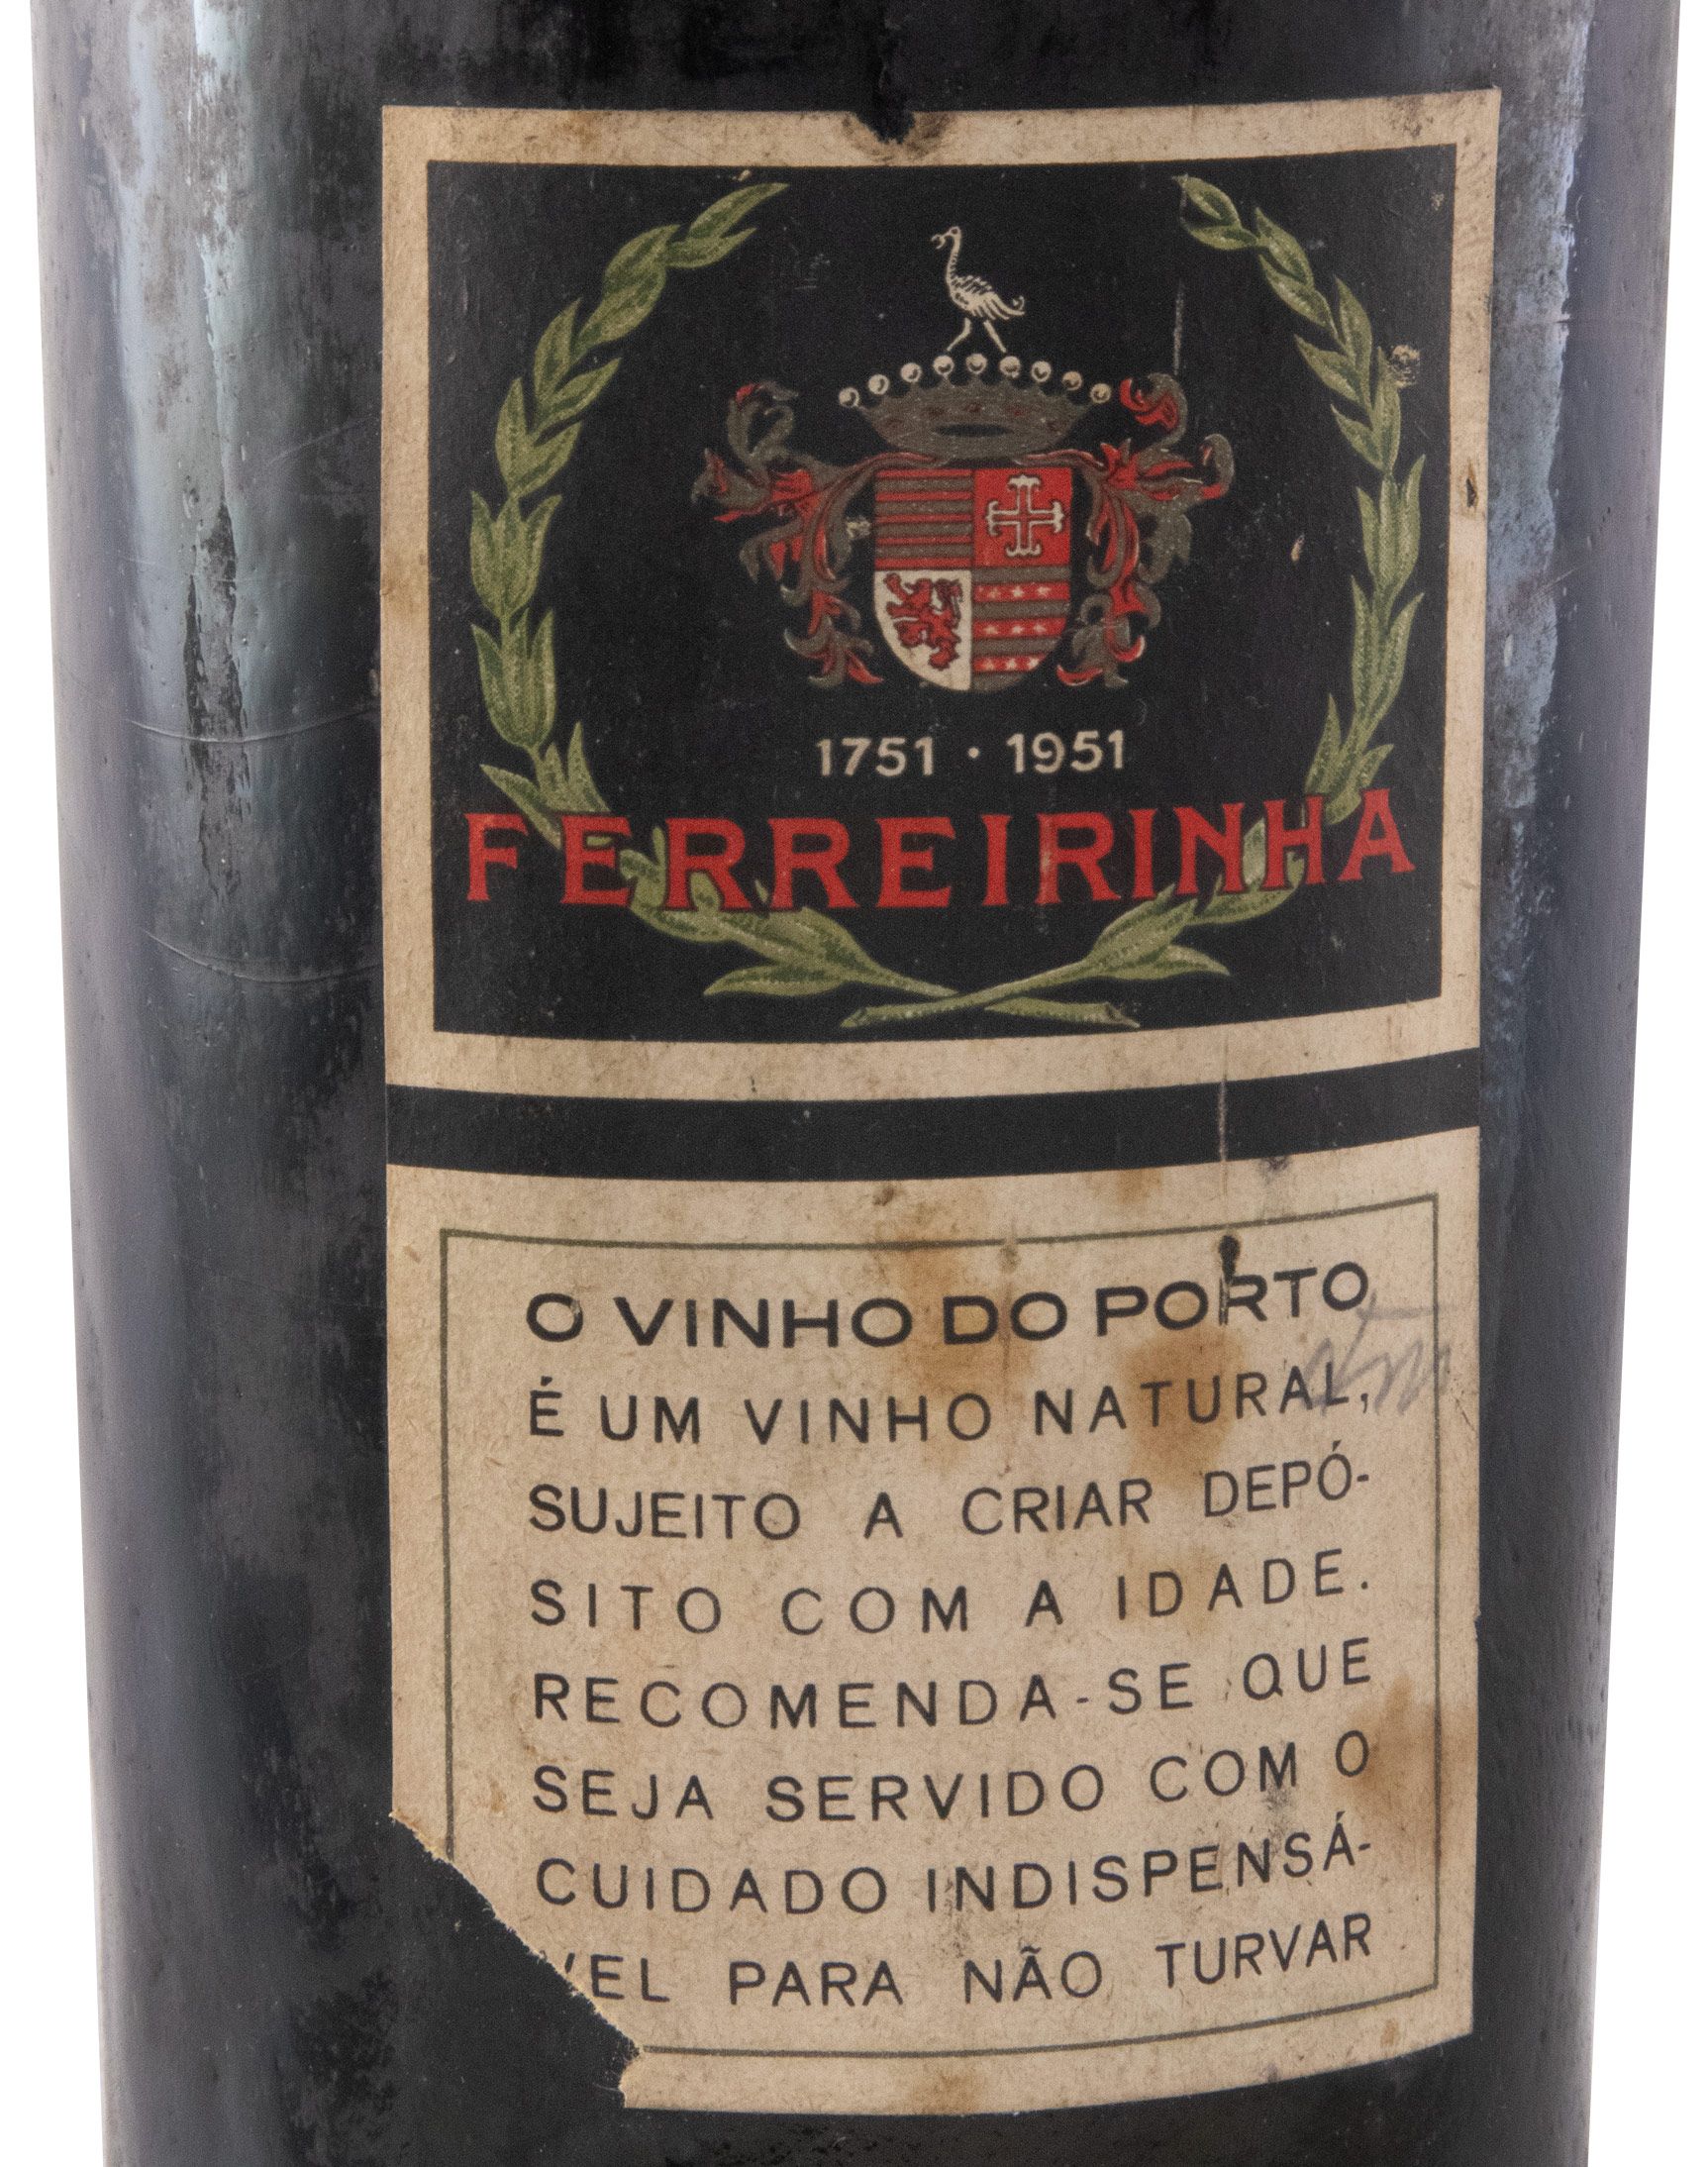 1751 · 1951
FERREIRINHA
O VINHO DO PORTO
É UM VINHO NATURAL,
SUJEITO A CRIAR DEPÓ-
SITO COM A IDADE.
RECOMENDA-SE QUE
SEJA SERVIDO COM O
CUIDADO INDISPENSÁ-
VEL PARA NÃO TURVAR